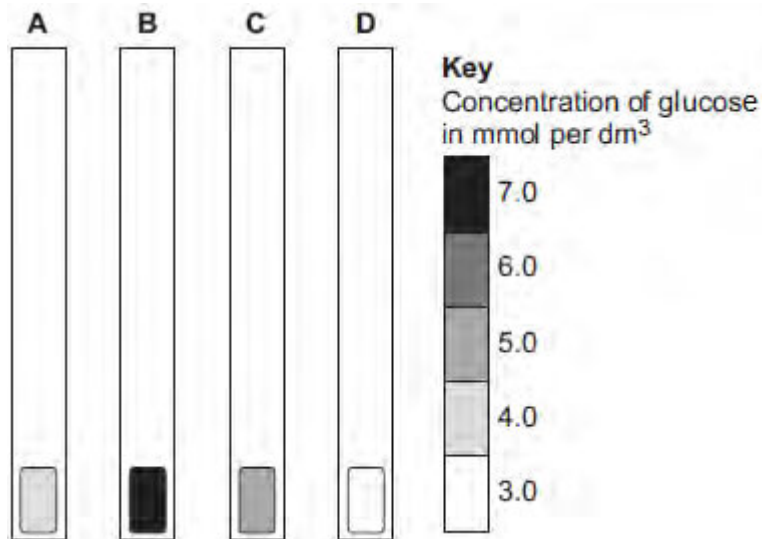 A B C D
Key
Concentration of glucose
in mmol per dm3
7.0
6.0
5.0
4.0
3.0